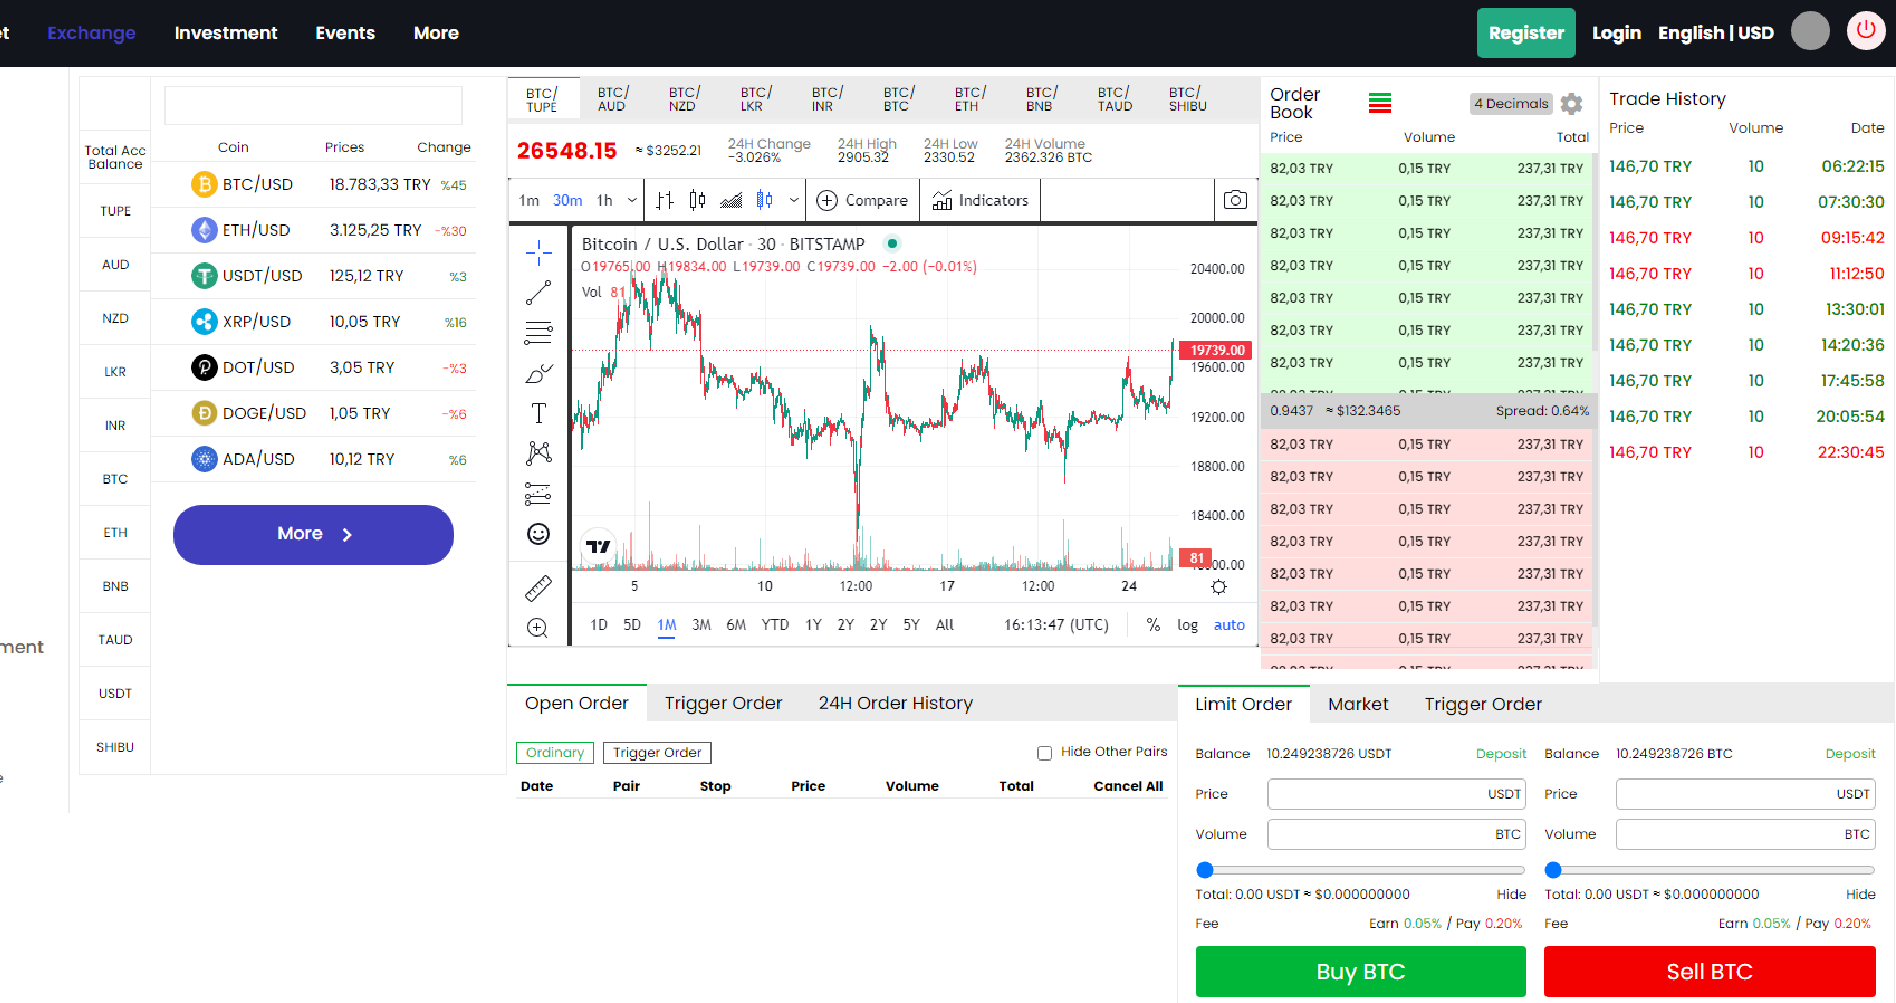 Exchange
Investment
Events
More
Register
Login
English | USD
Total Acc
Balance
TUPE
AUD
NZD
LKR
INR
BTC
ETH
BNB
TAUD
USDT
SHIBU
Coin Prices Change
BTC/USD 18.783,33 TRY %45
ETH/USD 3.125,25 TRY -%30
USDT/USD 125,12 TRY %3
XRP/USD 10,05 TRY %16
DOT/USD 3,05 TRY -%3
DOGE/USD 1,05 TRY -%6
ADA/USD 10,12 TRY %6
More
BTC/
TUPE
BTC/
AUD
BTC/
NZD
BTC/
LKR
BTC/
INR
BTC/
BTC
BTC/
ETH
BTC/
BNB
BTC/
TAUD
BTC/
SHIBU
26548.15 ≈ $3252.21
24H Change
-3.026%
24H High
2905.32
24H Low
2330.52
24H Volume
2362.326 BTC
1m 30m 1h Compare Indicators
Bitcoin / U.S. Dollar · 30 · BITSTAMP
O19765.00 H19834.00 L19739.00 C19739.00 −2.00 (−0.01%)
Vol 81
20400.00
20000.00
19739.00
19600.00
19200.00
18800.00
18400.00
81
5 10 12:00 17 12:00 24
1D 5D 1M 3M 6M YTD 1Y 2Y 2Y 5Y All 16:13:47 (UTC) % log auto
Order
Book
4 Decimals
Price Volume Total
82,03 TRY 0,15 TRY 237,31 TRY
82,03 TRY 0,15 TRY 237,31 TRY
82,03 TRY 0,15 TRY 237,31 TRY
82,03 TRY 0,15 TRY 237,31 TRY
82,03 TRY 0,15 TRY 237,31 TRY
82,03 TRY 0,15 TRY 237,31 TRY
82,03 TRY 0,15 TRY 237,31 TRY
0.9437 ≈ $132.3465 Spread: 0.64%
82,03 TRY 0,15 TRY 237,31 TRY
82,03 TRY 0,15 TRY 237,31 TRY
82,03 TRY 0,15 TRY 237,31 TRY
82,03 TRY 0,15 TRY 237,31 TRY
82,03 TRY 0,15 TRY 237,31 TRY
82,03 TRY 0,15 TRY 237,31 TRY
82,03 TRY 0,15 TRY 237,31 TRY
Trade History
Price Volume Date
146,70 TRY 10 06:22:15
146,70 TRY 10 07:30:30
146,70 TRY 10 09:15:42
146,70 TRY 10 11:12:50
146,70 TRY 10 13:30:01
146,70 TRY 10 14:20:36
146,70 TRY 10 17:45:58
146,70 TRY 10 20:05:54
146,70 TRY 10 22:30:45
Open Order Trigger Order 24H Order History
Ordinary Trigger Order Hide Other Pairs
Date Pair Stop Price Volume Total Cancel All
Limit Order Market Trigger Order
Balance 10.249238726 USDT Deposit
Price USDT
Volume BTC
Total: 0.00 USDT ≈ $0.000000000 Hide
Fee Earn 0.05% / Pay 0.20%
Buy BTC
Balance 10.249238726 BTC Deposit
Price USDT
Volume BTC
Total: 0.00 USDT ≈ $0.000000000 Hide
Fee Earn 0.05% / Pay 0.20%
Sell BTC